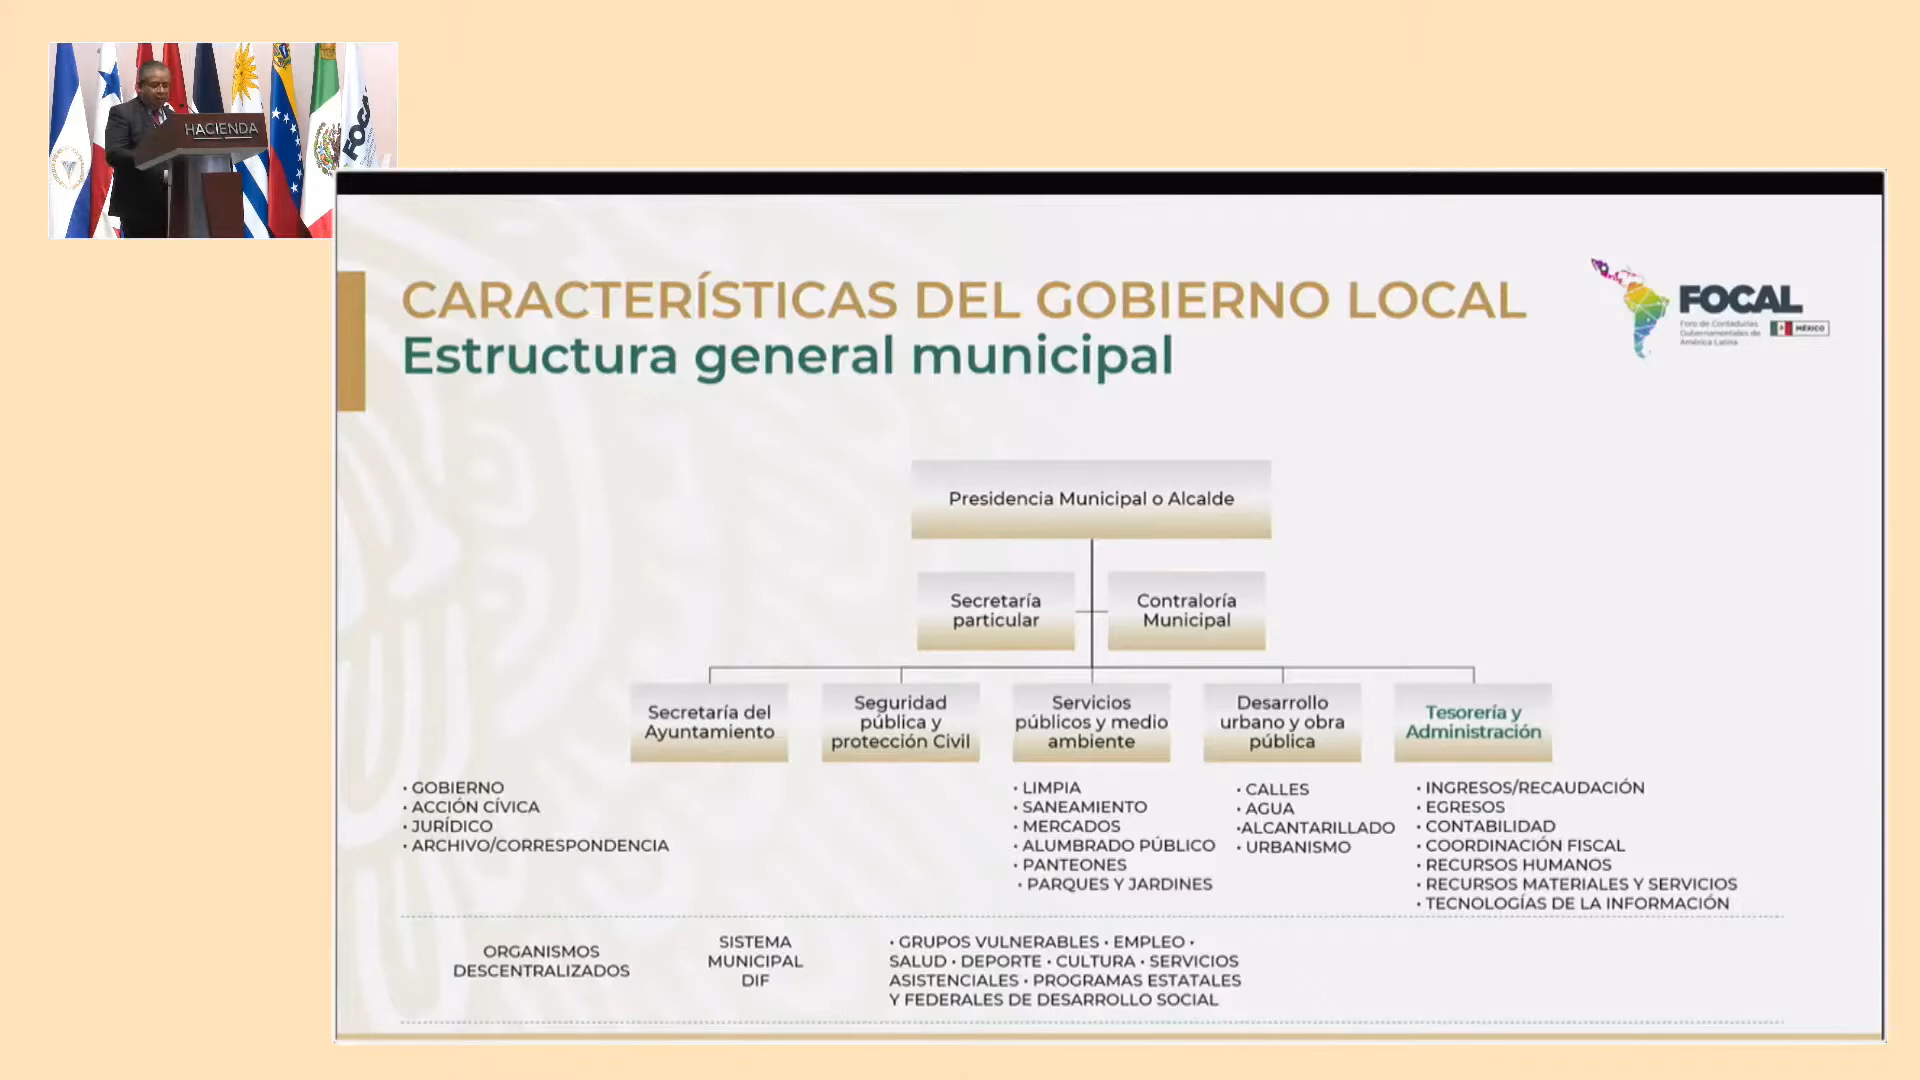 HACIENDA
FOCAL
CARACTERÍSTICAS DEL GOBIERNO LOCAL
Estructura general municipal
FOCAL
Foro de Contadurías
Gubernamentales de
América Latina
MÉXICO
Presidencia Municipal o Alcalde
Secretaría
particular
Contraloría
Municipal
Secretaría del
Ayuntamiento
Seguridad
pública y
protección Civil
Servicios
públicos y medio
ambiente
Desarrollo
urbano y obra
pública
Tesorería y
Administración
• GOBIERNO
• ACCIÓN CÍVICA
• JURÍDICO
• ARCHIVO/CORRESPONDENCIA
• LIMPIA
• SANEAMIENTO
• MERCADOS
• ALUMBRADO PÚBLICO
• PANTEONES
• PARQUES Y JARDINES
• CALLES
• AGUA
•ALCANTARILLADO
• URBANISMO
• INGRESOS/RECAUDACIÓN
• EGRESOS
• CONTABILIDAD
• COORDINACIÓN FISCAL
• RECURSOS HUMANOS
• RECURSOS MATERIALES Y SERVICIOS
• TECNOLOGÍAS DE LA INFORMACIÓN
ORGANISMOS
DESCENTRALIZADOS
SISTEMA
MUNICIPAL
DIF
• GRUPOS VULNERABLES • EMPLEO •
SALUD • DEPORTE • CULTURA • SERVICIOS
ASISTENCIALES • PROGRAMAS ESTATALES
Y FEDERALES DE DESARROLLO SOCIAL